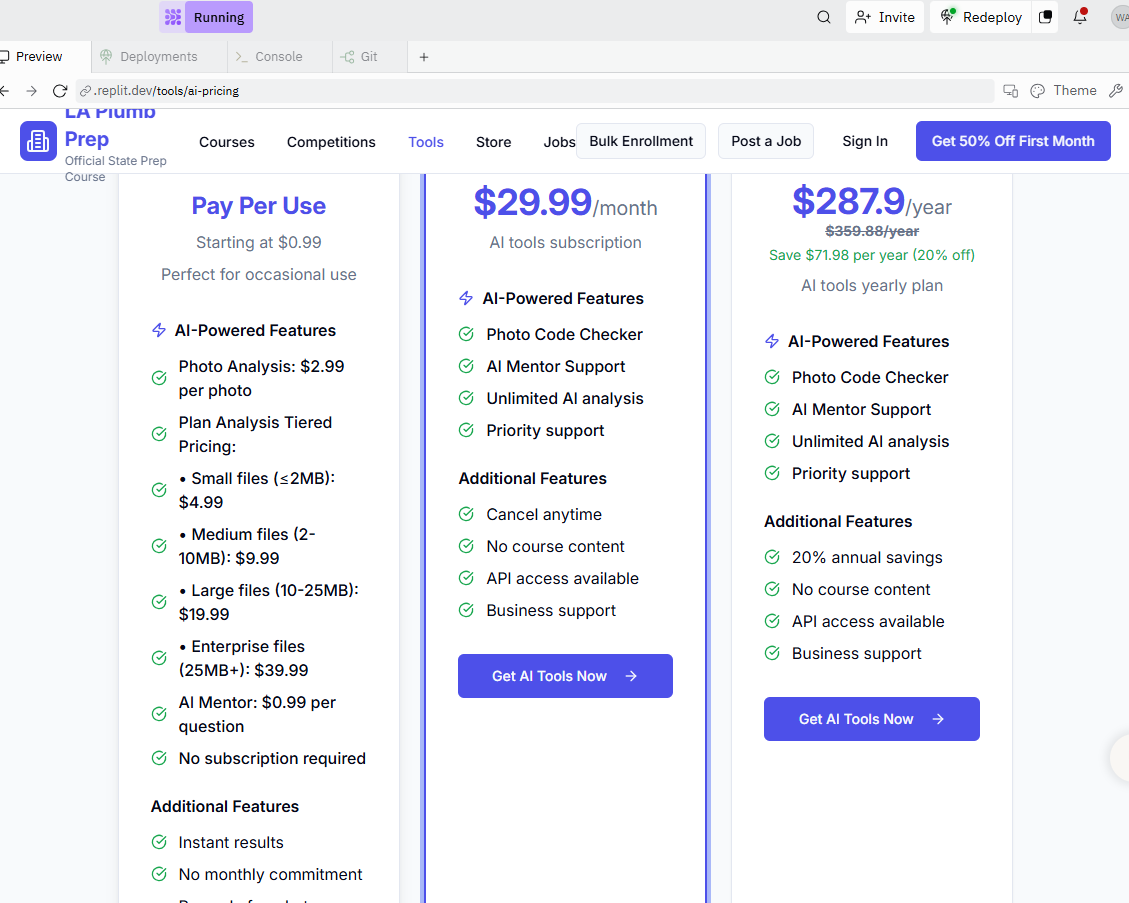 Running
Invite
Redeploy
WA
Preview
Deployments
Console
Git
.replit.dev/tools/ai-pricing
Theme
LA Plumb
Prep
Official State Prep
Course
Courses
Competitions
Tools
Store
Jobs
Bulk Enrollment
Post a Job
Sign In
Get 50% Off First Month
Pay Per Use
Starting at $0.99
Perfect for occasional use
AI-Powered Features
Photo Analysis: $2.99
per photo
Plan Analysis Tiered
Pricing:
• Small files (≤2MB):
$4.99
• Medium files (2-
10MB): $9.99
• Large files (10-25MB):
$19.99
• Enterprise files
(25MB+): $39.99
AI Mentor: $0.99 per
question
No subscription required
Additional Features
Instant results
No monthly commitment
$29.99/month
AI tools subscription
AI-Powered Features
Photo Code Checker
AI Mentor Support
Unlimited AI analysis
Priority support
Additional Features
Cancel anytime
No course content
API access available
Business support
Get AI Tools Now
$287.9/year
$359.88/year
Save $71.98 per year (20% off)
AI tools yearly plan
AI-Powered Features
Photo Code Checker
AI Mentor Support
Unlimited AI analysis
Priority support
Additional Features
20% annual savings
No course content
API access available
Business support
Get AI Tools Now